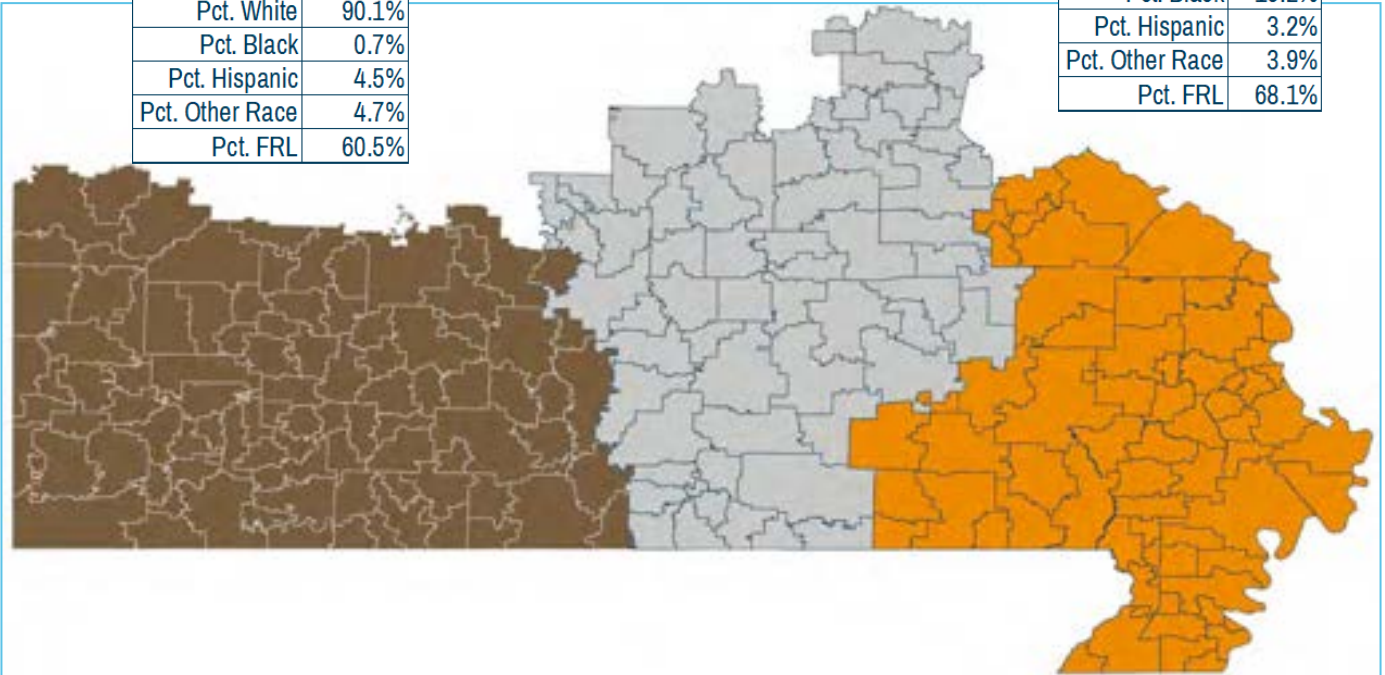 Pct. White 90.1%
Pct. Black 0.7%
Pct. Hispanic 4.5%
Pct. Other Race 4.7%
Pct. FRL 60.5%
Pct. Hispanic 3.2%
Pct. Other Race 3.9%
Pct. FRL 68.1%